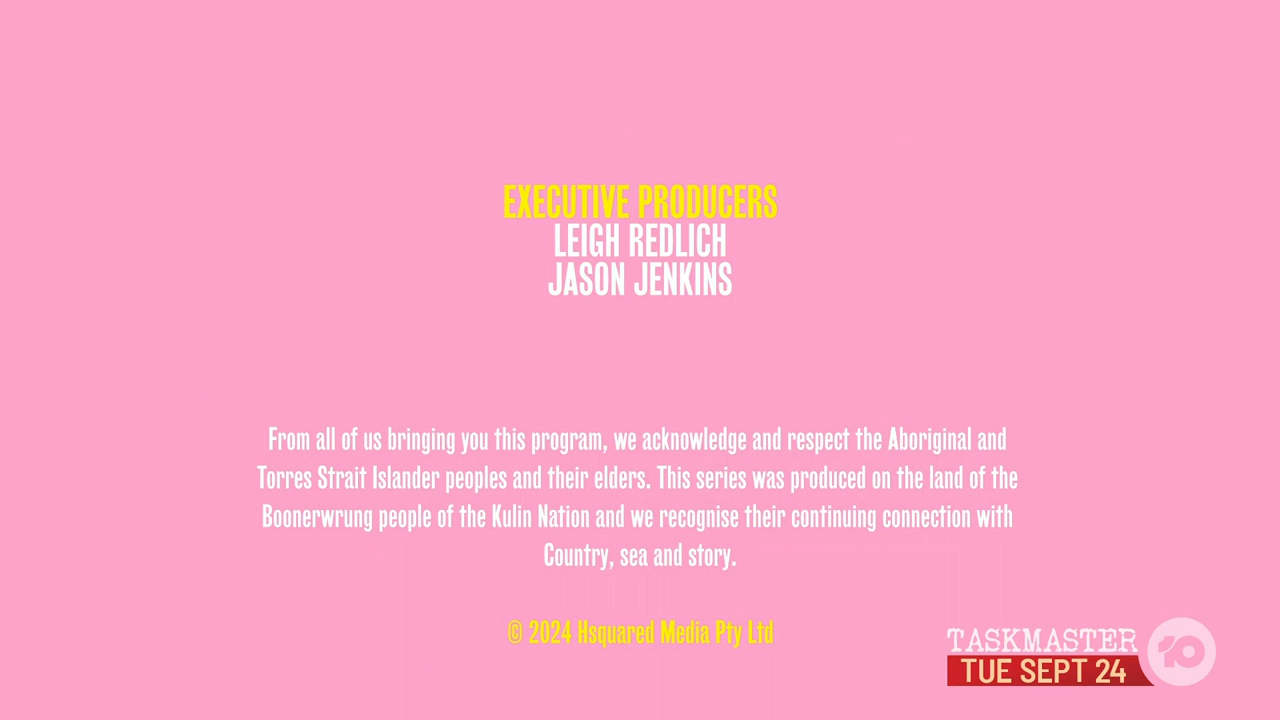 EXECUTIVE PRODUCERS
LEIGH REDLICH
JASON JENKINS
From all of us bringing you this program, we acknowledge and respect the Aboriginal and
Torres Strait Islander peoples and their elders. This series was produced on the land of the
Boonerwrung people of the Kulin Nation and we recognise their continuing connection with
Country, sea and story.
© 2024 Hsquared Media Pty Ltd
TASKMASTER
TUE SEPT 24
10